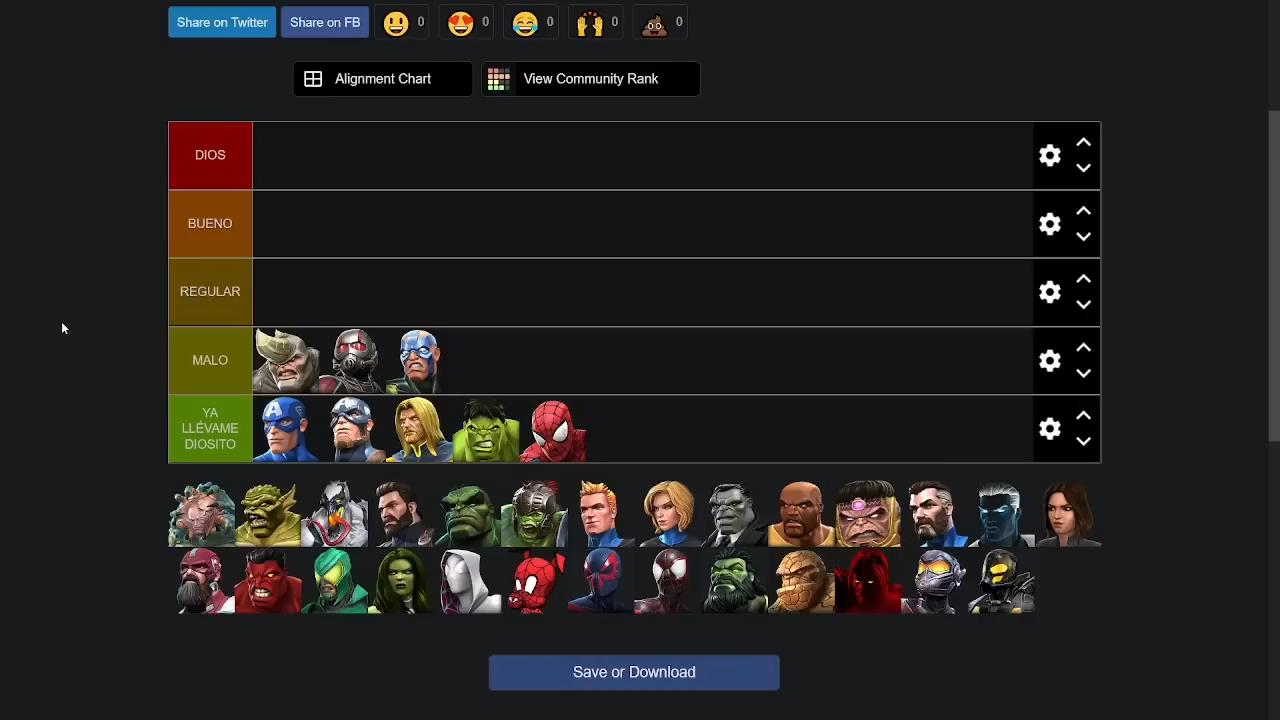 Share on Twitter
Share on FB
0
0
0
0
0
Alignment Chart
View Community Rank
DIOS
BUENO
REGULAR
MALO
YA
LLÉVAME
DIOSITO
Save or Download